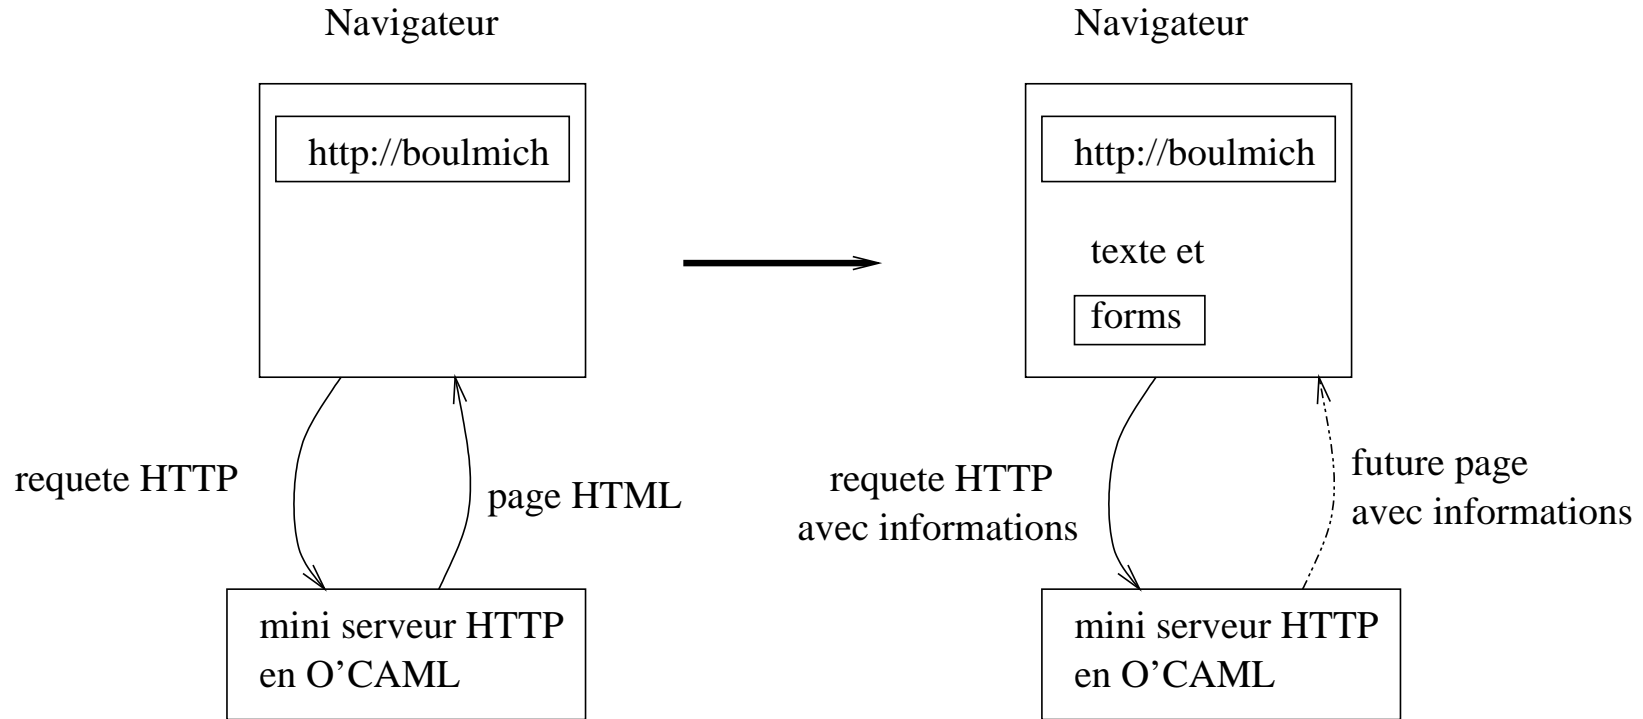 Navigateur
http://boulmich
requete HTTP
page HTML
mini serveur HTTP
en O'CAML
Navigateur
http://boulmich
texte et
forms
requete HTTP
avec informations
future page
avec informations
mini serveur HTTP
en O'CAML